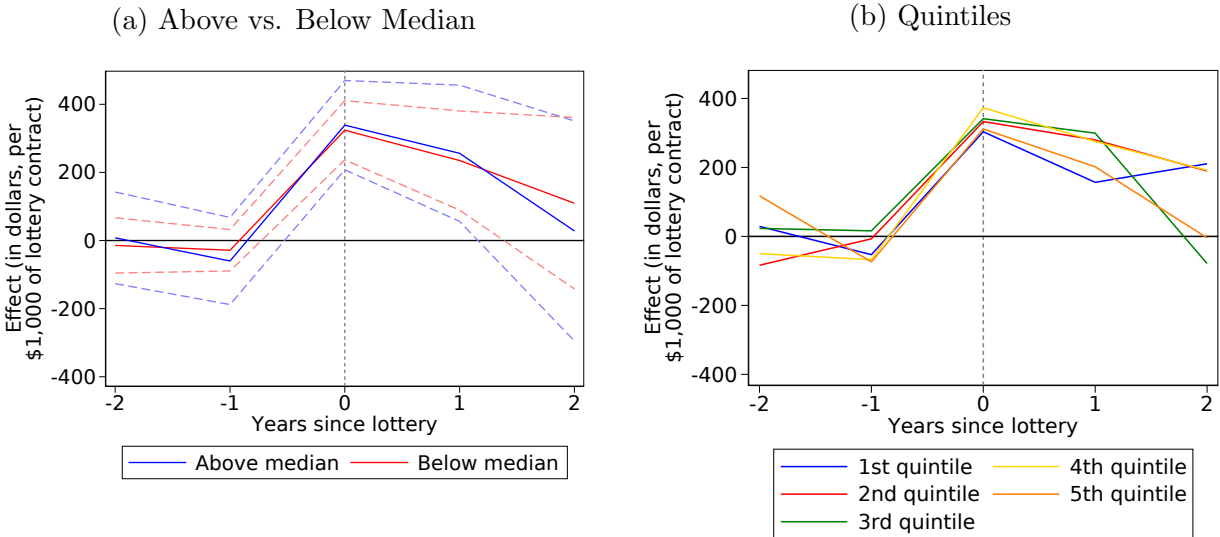 (a) Above vs. Below Median
Effect (in dollars, per
$1,000 of lottery contract)
400
200
0
-200
-400
-2
-1
0
1
2
Years since lottery
Above median
Below median
(b) Quintiles
Effect (in dollars, per
$1,000 of lottery contract)
400
200
0
-200
-400
-2
-1
0
1
2
Years since lottery
1st quintile
4th quintile
2nd quintile
5th quintile
3rd quintile